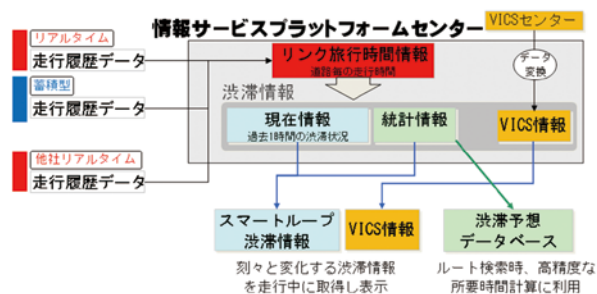 情報サービスプラットフォームセンター
VICSセンター
リアルタイム
走行履歴データ
蓄積型
走行履歴データ
他社リアルタイム
走行履歴データ
リンク旅行時間情報
道路毎の走行時間
データ
変換
渋滞情報
現在情報
過去1時間の渋滞状況
統計情報
VICS情報
スマートループ
渋滞情報
VICS情報
渋滞予想
データベース
刻々と変化する渋滞情報
を走行中に取得し表示
ルート検索時、高精度な
所要時間計算に利用